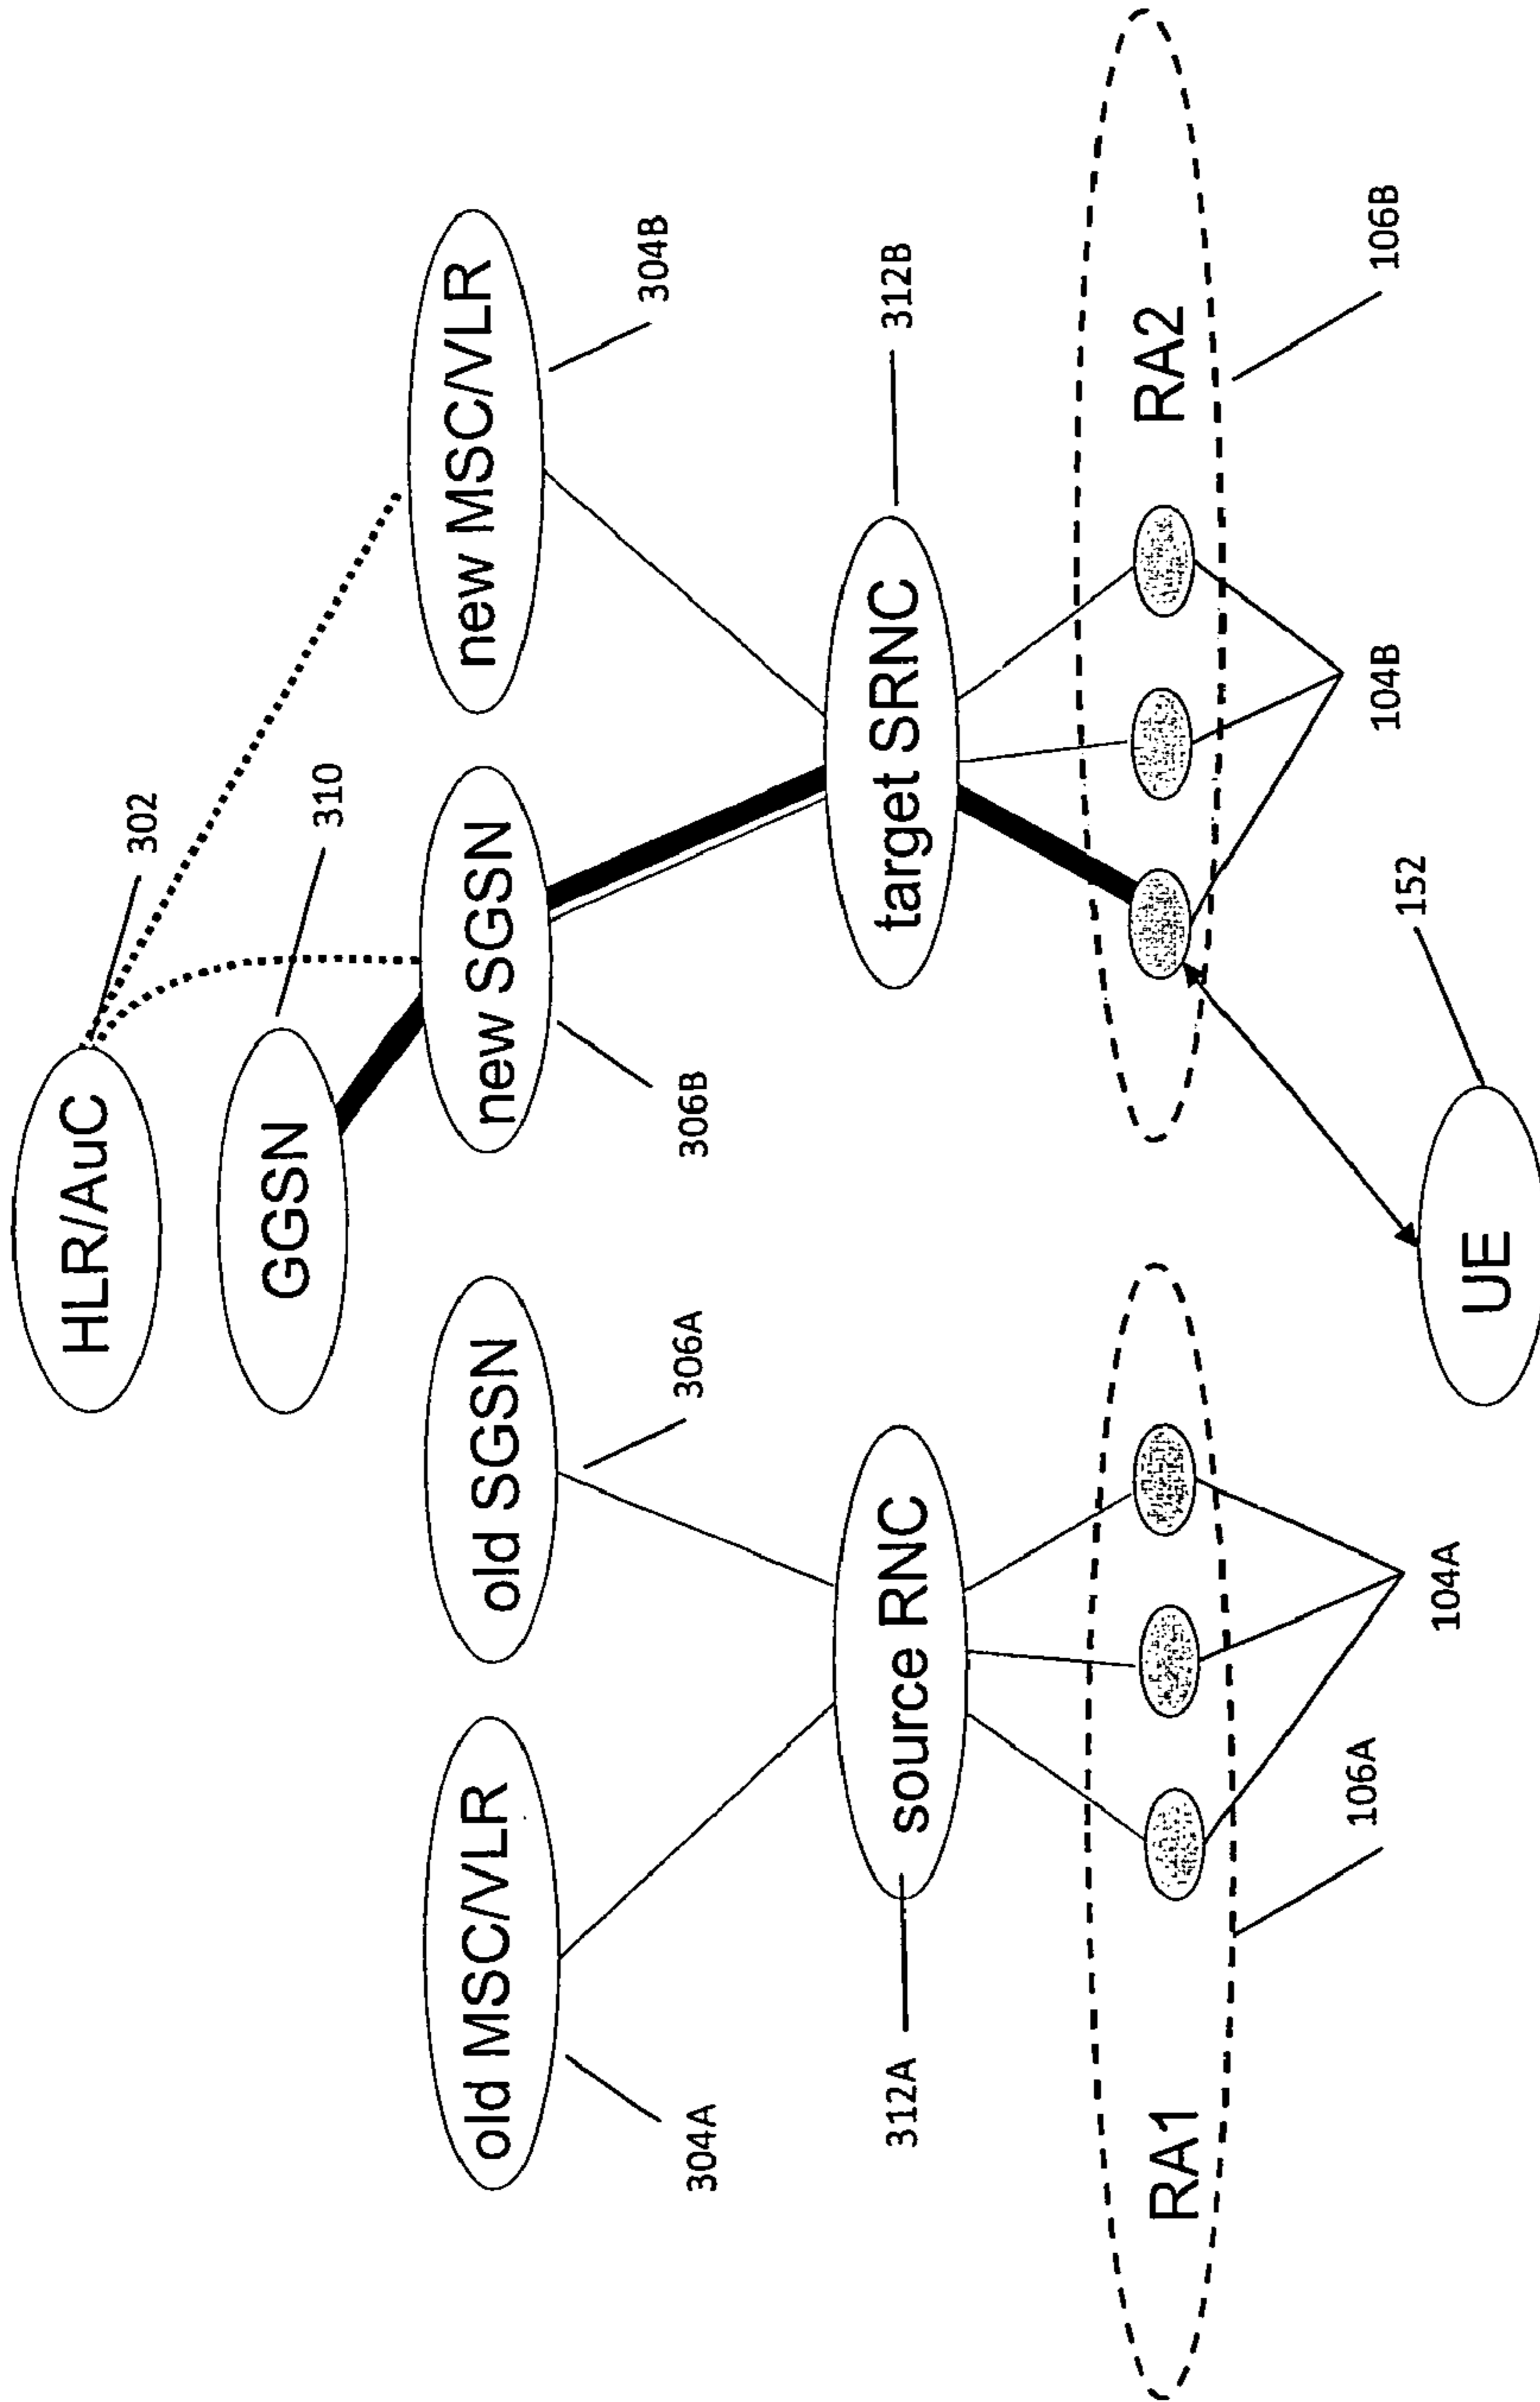 HLR/AuC
302
GGSN
310
old MSC/VLR
304A
old SGSN
306A
new SGSN
306B
new MSC/VLR
304B
312A
source RNC
target SRNC
312B
RA1
RA2
106A
104A
104B
106B
UE
152